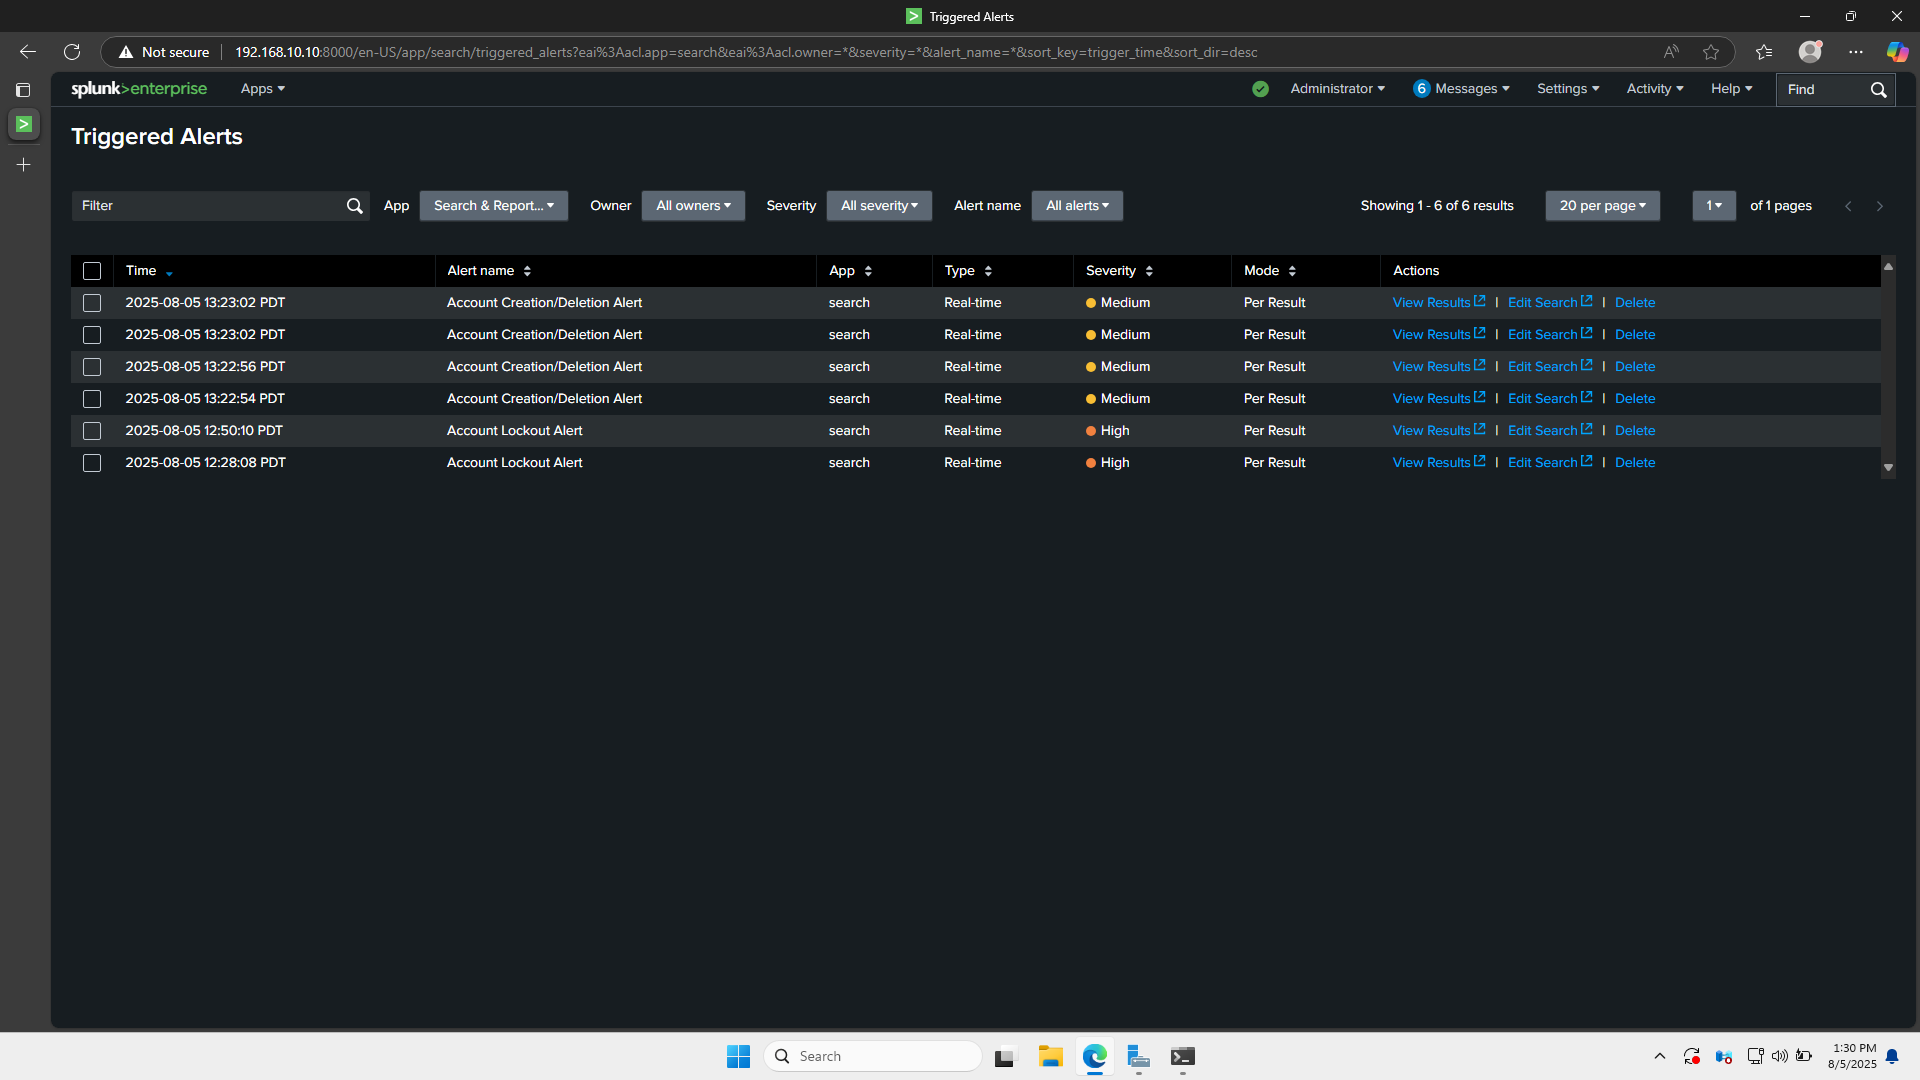 Triggered Alerts
Not secure 192.168.10.10:8000/en-US/app/search/triggered_alerts?eai%3Aacl.app=search&eai%3Aacl.owner=*&severity=*&alert_name=*&sort_key=trigger_time&sort_dir=desc
splunk>enterprise Apps Administrator 6 Messages Settings Activity Help Find
Triggered Alerts
Filter App Search & Report... Owner All owners Severity All severity Alert name All alerts Showing 1 - 6 of 6 results 20 per page 1 of 1 pages
Time Alert name App Type Severity Mode Actions
2025-08-05 13:23:02 PDT Account Creation/Deletion Alert search Real-time Medium Per Result View Results | Edit Search | Delete
2025-08-05 13:23:02 PDT Account Creation/Deletion Alert search Real-time Medium Per Result View Results | Edit Search | Delete
2025-08-05 13:22:56 PDT Account Creation/Deletion Alert search Real-time Medium Per Result View Results | Edit Search | Delete
2025-08-05 13:22:54 PDT Account Creation/Deletion Alert search Real-time Medium Per Result View Results | Edit Search | Delete
2025-08-05 12:50:10 PDT Account Lockout Alert search Real-time High Per Result View Results | Edit Search | Delete
2025-08-05 12:28:08 PDT Account Lockout Alert search Real-time High Per Result View Results | Edit Search | Delete
Search 1:30 PM
8/5/2025